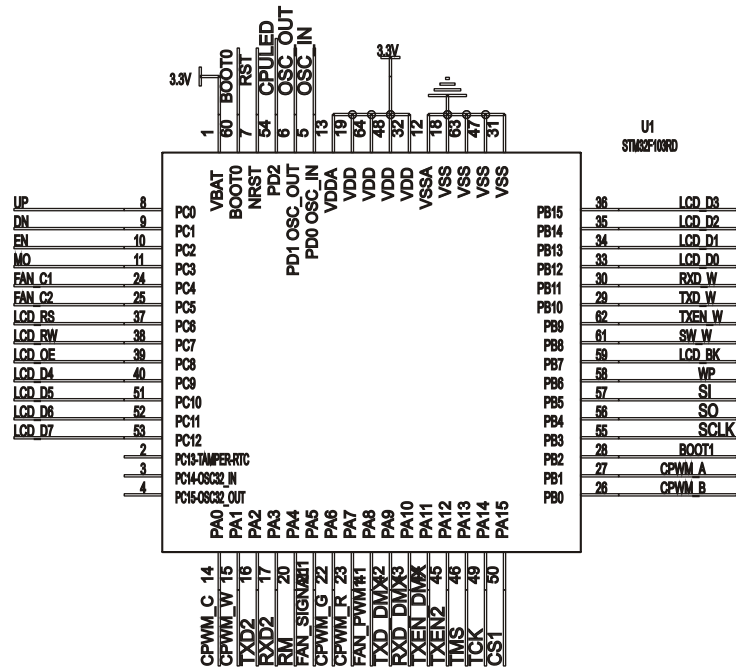 3.3V
BOOT0
RST
CPULED
OSC_OUT
OSC_IN
3.3V
1
60
7
54
6
5
13
19
64
48
32
12
18
63
47
31
U1
STM32F103RD
VBAT
BOOT0
NRST
PD2
PD1 OSC_OUT
PD0 OSC_IN
VDDA
VDD
VDD
VDD
VDD
VSSA
VSS
VSS
VSS
VSS
UP 8 PC0
DN 9 PC1
EN 10 PC2
MO 11 PC3
FAN_C1 24 PC4
FAN_C2 25 PC5
LCD_RS 37 PC6
LCD_RW 38 PC7
LCD_OE 39 PC8
LCD_D4 40 PC9
LCD_D5 51 PC10
LCD_D6 52 PC11
LCD_D7 53 PC12
2 PC13-TAMPER-RTC
3 PC14-OSC32_IN
4 PC15-OSC32_OUT
PB15 36 LCD_D3
PB14 35 LCD_D2
PB13 34 LCD_D1
PB12 33 LCD_D0
PB11 30 RXD_W
PB10 29 TXD_W
PB9 62 TXEN_W
PB8 61 SW_W
PB7 59 LCD_BK
PB6 58 WP
PB5 57 SI
PB4 56 SO
PB3 55 SCLK
PB2 28 BOOT1
PB1 27 CPWM_A
PB0 26 CPWM_B
PA0
PA1
PA2
PA3
PA4
PA5
PA6
PA7
PA8
PA9
PA10
PA11
PA12
PA13
PA14
PA15
CPWM_C 14
CPWM_W 15
TXD2 16
RXD2 17
RM 20
FAN_SIGNAL
CPWM_G 22
CPWM_R 23
FAN_PWM 41
TXD_DMX 42
RXD_DMX 43
TXEN_DMX
TXEN2 45
TMS 46
TCK 49
CS1 50